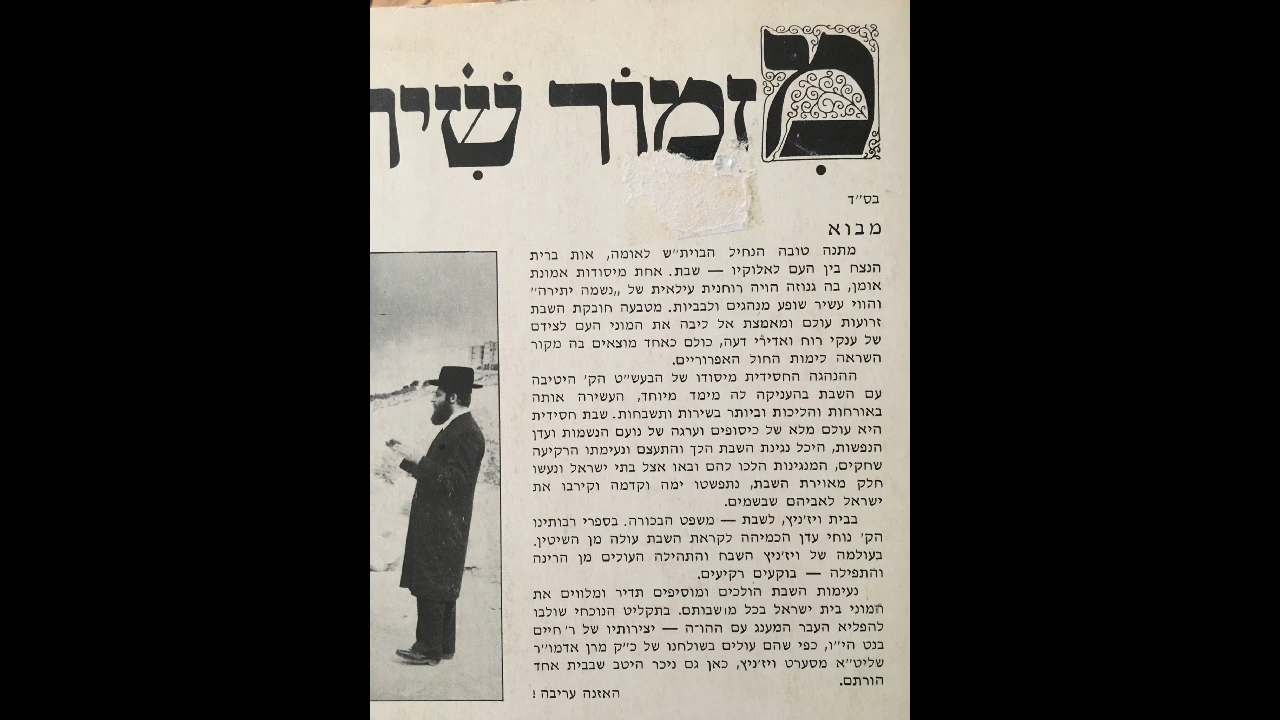 מִזְמוֹר שִׁיר
בס״ד
מבוא
מתנה טובה הנחיל הבוית״ש לאומה, אות ברית
הנצח בין העם לאלוקיו — שבת. אחת מיסודות אמונת
אומן, בה גנוזה הויה רוחנית עילאית של „נשמה יתירה״
והווי עשיר שופע מנהגים ולבביות. מטבעה חובקת השבת
זרועות עולם ומאמצת אל ליבה את המוני העם לצידם
של ענקי רוח ואדירי דעה, כולם כאחד מוצאים בה מקור
השראה לימות החול האפרוריים.
ההנהגה החסידית מיסודו של הבעש״ט הק׳ היטיבה
עם השבת בהעניקה לה מימד מיוחד, העשירה אותה
באורחות והליכות וביותר בשירות ותשבחות. שבת חסידית
היא עולם מלא של כיסופים וערגה של נועם הנשמות ועדן
הנפשות, היכל נגינת השבת הלך והתעצם ונעימתו הרקיעה
שחקים, המנגינות הלכו להם ובאו אצל בתי ישראל ונעשו
חלק מאוירת השבת, נתפשטו ימה וקדמה וקירבו את
ישראל לאביהם שבשמים.
בבית ויז׳ניץ, לשבת — משפט הבכורה. בספרי רבותינו
הק׳ נוחי עדן הכמיהה לקראת השבת עולה מן השיטין.
בעולמה של ויז׳ניץ השבח והתהילה העולים מן הרינה
והתפילה — בוקעים רקיעים.
נעימות השבת הולכים ומוסיפים תדיר ומלווים את
המוני בית ישראל בכל מושבותם. בתקליט הנוכחי שולבו
להפליא העבר המענג עם ההוה — יצירותיו של ר׳ חיים
בנט הי״ו, כפי שהם עולים בשולחנו של כ״ק מרן אדמו״ר
שליט״א מסערט ויז׳ניץ, כאן גם ניכר היטב שבבית אחד
הורתם.
האזנה עריבה!